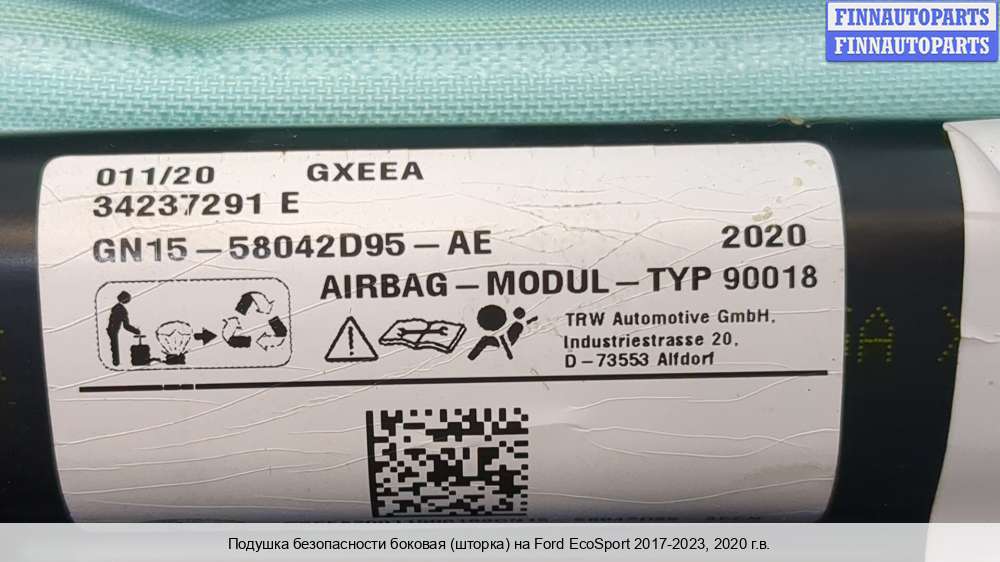 FINNAUTOPARTS
FINNAUTOPARTS
011/20 GXEEA
34237291 E
GN15-58042D95-AE 2020
AIRBAG-MODUL-TYP 90018
TRW Automotive GmbH.
Industriestrasse 20,
D-73553 Alfdorf
Подушка безопасности боковая (шторка) на Ford EcoSport 2017-2023, 2020 г.в.